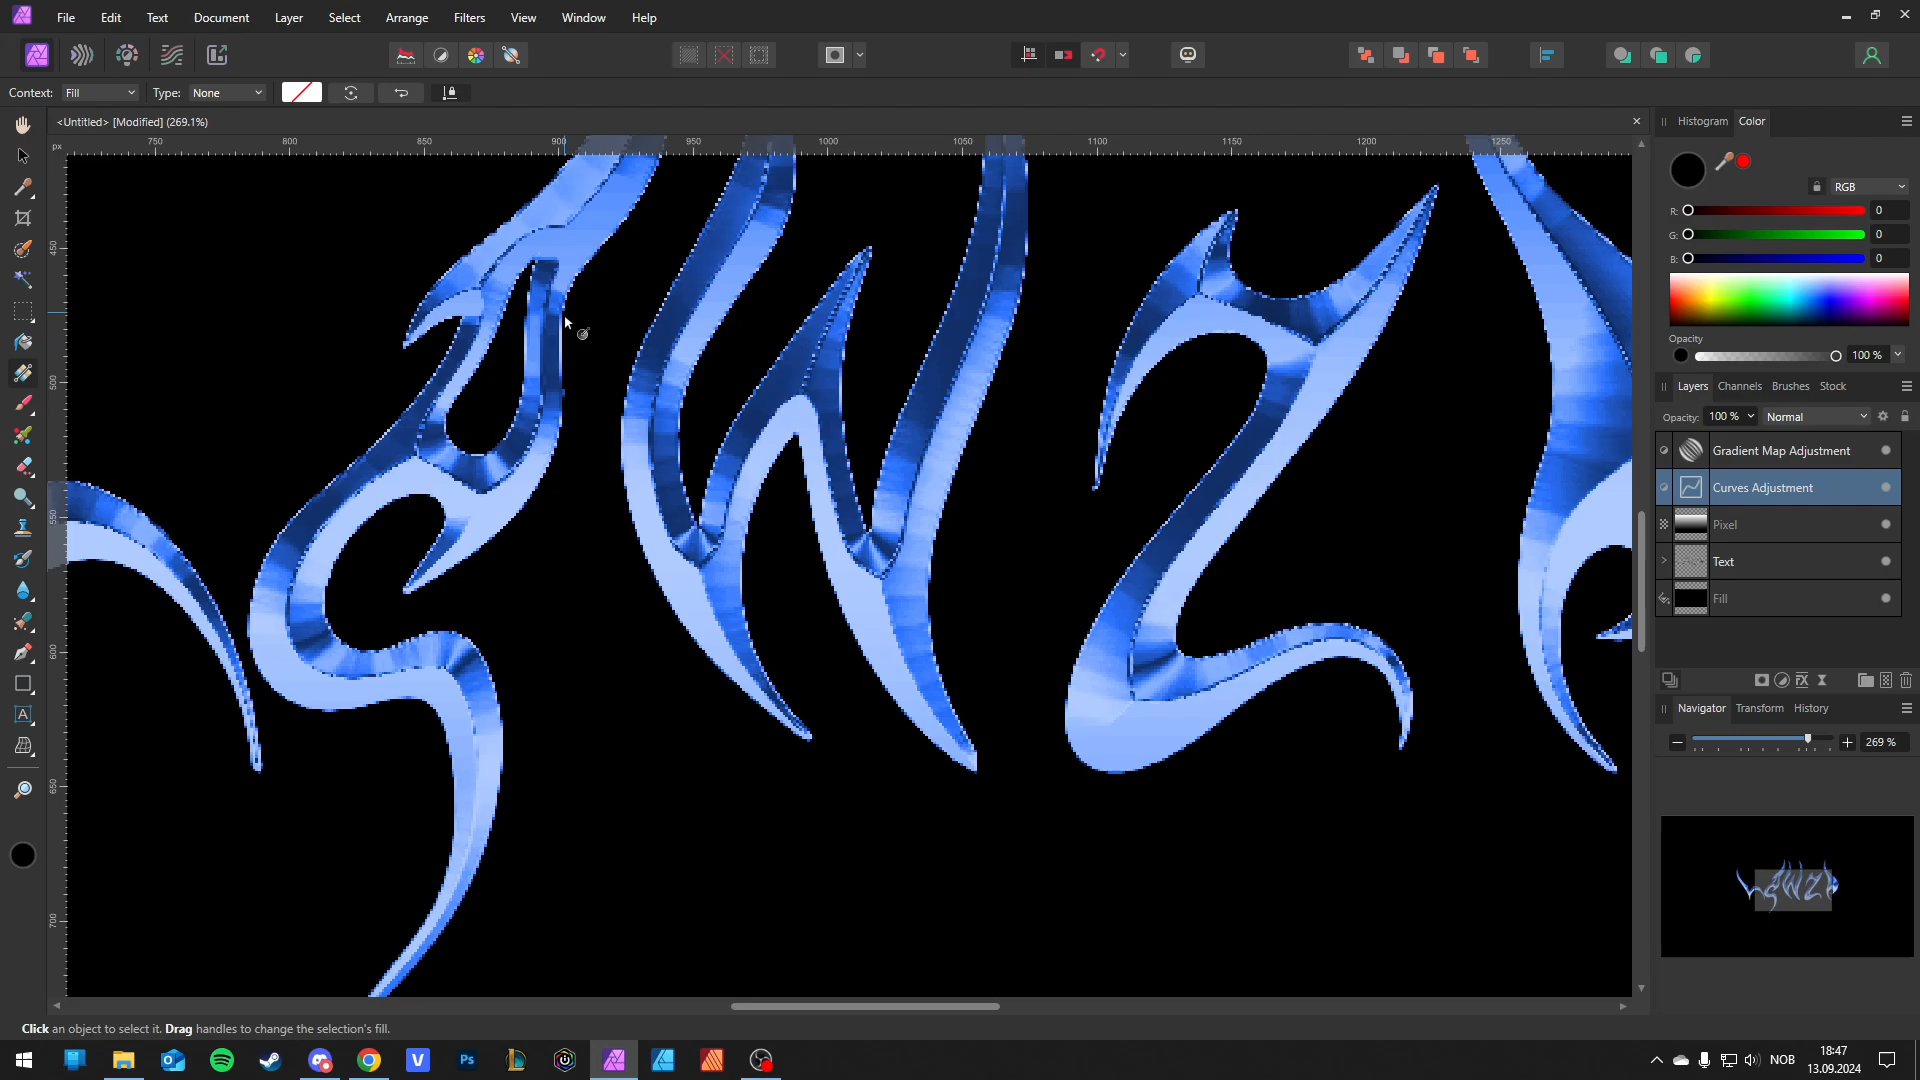 File Edit Text Document Layer Select Arrange Filters View Window Help
Context: Fill Type: None
<Untitled> [Modified] (269.1%)
px 750 800 850 900 950 1000 1050 1100 1150 1200 1250
450
500
550
600
650
700
Histogram Color
RGB
R: 0
G: 0
B: 0
Opacity
100 %
Layers Channels Brushes Stock
Opacity: 100 % Normal
Gradient Map Adjustment
Curves Adjustment
Pixel
Text
Fill
Navigator Transform History
269 %
Click an object to select it. Drag handles to change the selection's fill.
Ps
NOB
18:47
13.09.2024